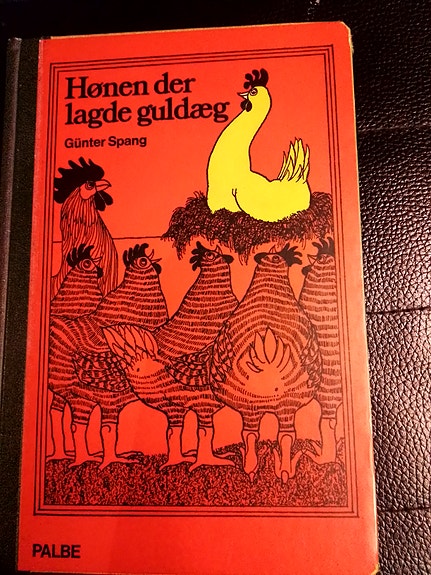 Hønen der
lagde guldæg
Günter Spang
PALBE